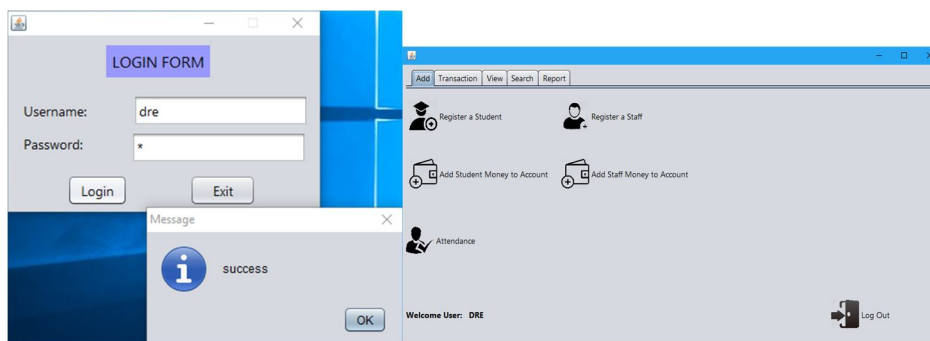 LOGIN FORM
Username: dre
Password: *
Login Exit
Message
success
OK
Add Transaction View Search Report
Register a Student Register a Staff
Add Student Money to Account Add Staff Money to Account
Attendance
Welcome User: DRE Log Out